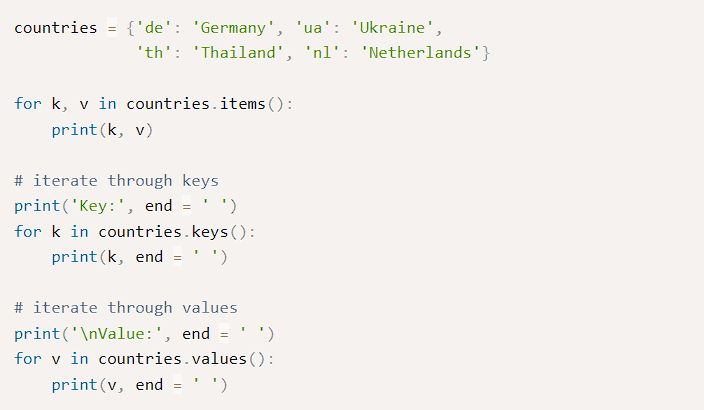 countries = {'de': 'Germany', 'ua': 'Ukraine',
             'th': 'Thailand', 'nl': 'Netherlands'}

for k, v in countries.items():
    print(k, v)

# iterate through keys
print('Key:', end = ' ')
for k in countries.keys():
    print(k, end = ' ')

# iterate through values
print('\nValue:', end = ' ')
for v in countries.values():
    print(v, end = ' ')